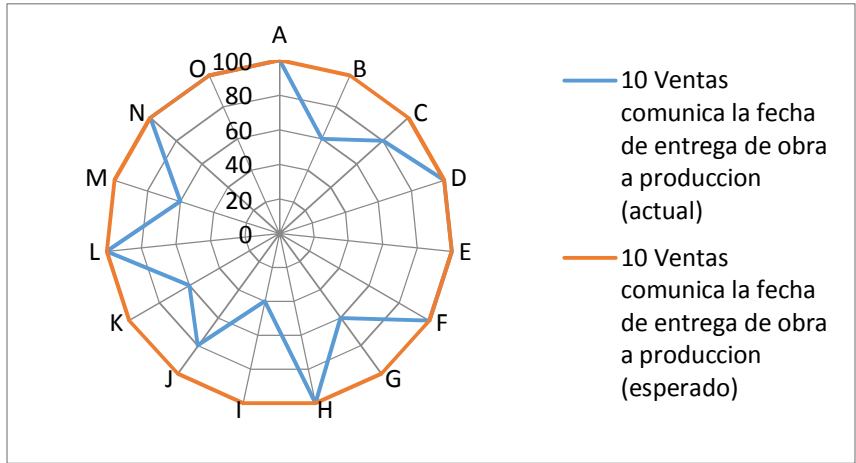 A
B
C
D
E
F
G
H
I
J
K
L
M
N
O
100
80
60
40
20
0
10 Ventas
comunica la fecha
de entrega de obra
a produccion
(actual)
10 Ventas
comunica la fecha
de entrega de obra
a produccion
(esperado)